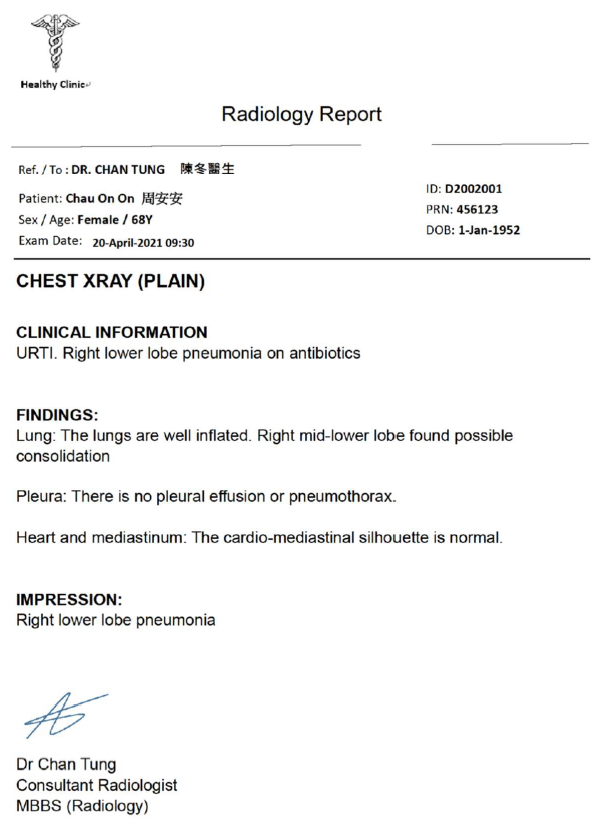 Healthy Clinic
Radiology Report
Ref. / To : DR. CHAN TUNG 陳冬醫生
Patient: Chau On On 周安安
Sex / Age: Female / 68Y
Exam Date: 20-April-2021 09:30
ID: D2002001
PRN: 456123
DOB: 1-Jan-1952
CHEST XRAY (PLAIN)
CLINICAL INFORMATION
URTI. Right lower lobe pneumonia on antibiotics
FINDINGS:
Lung: The lungs are well inflated. Right mid-lower lobe found possible
consolidation
Pleura: There is no pleural effusion or pneumothorax.
Heart and mediastinum: The cardio-mediastinal silhouette is normal.
IMPRESSION:
Right lower lobe pneumonia
Dr Chan Tung
Consultant Radiologist
MBBS (Radiology)